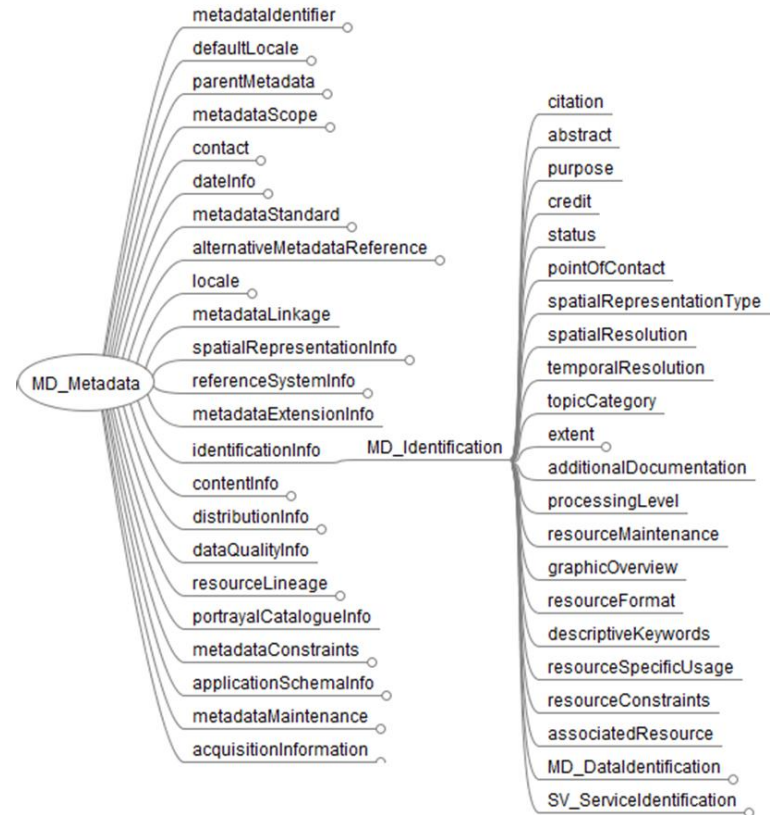 MD_Metadata
metadataIdentifier
defaultLocale
parentMetadata
metadataScope
contact
dateInfo
metadataStandard
alternativeMetadataReference
locale
metadataLinkage
spatialRepresentationInfo
referenceSystemInfo
metadataExtensionInfo
identificationInfo
contentInfo
distributionInfo
dataQualityInfo
resourceLineage
portrayalCatalogueInfo
metadataConstraints
applicationSchemaInfo
metadataMaintenance
acquisitionInformation
MD_Identification
citation
abstract
purpose
credit
status
pointOfContact
spatialRepresentationType
spatialResolution
temporalResolution
topicCategory
extent
additionalDocumentation
processingLevel
resourceMaintenance
graphicOverview
resourceFormat
descriptiveKeywords
resourceSpecificUsage
resourceConstraints
associatedResource
MD_DataIdentification
SV_ServiceIdentification